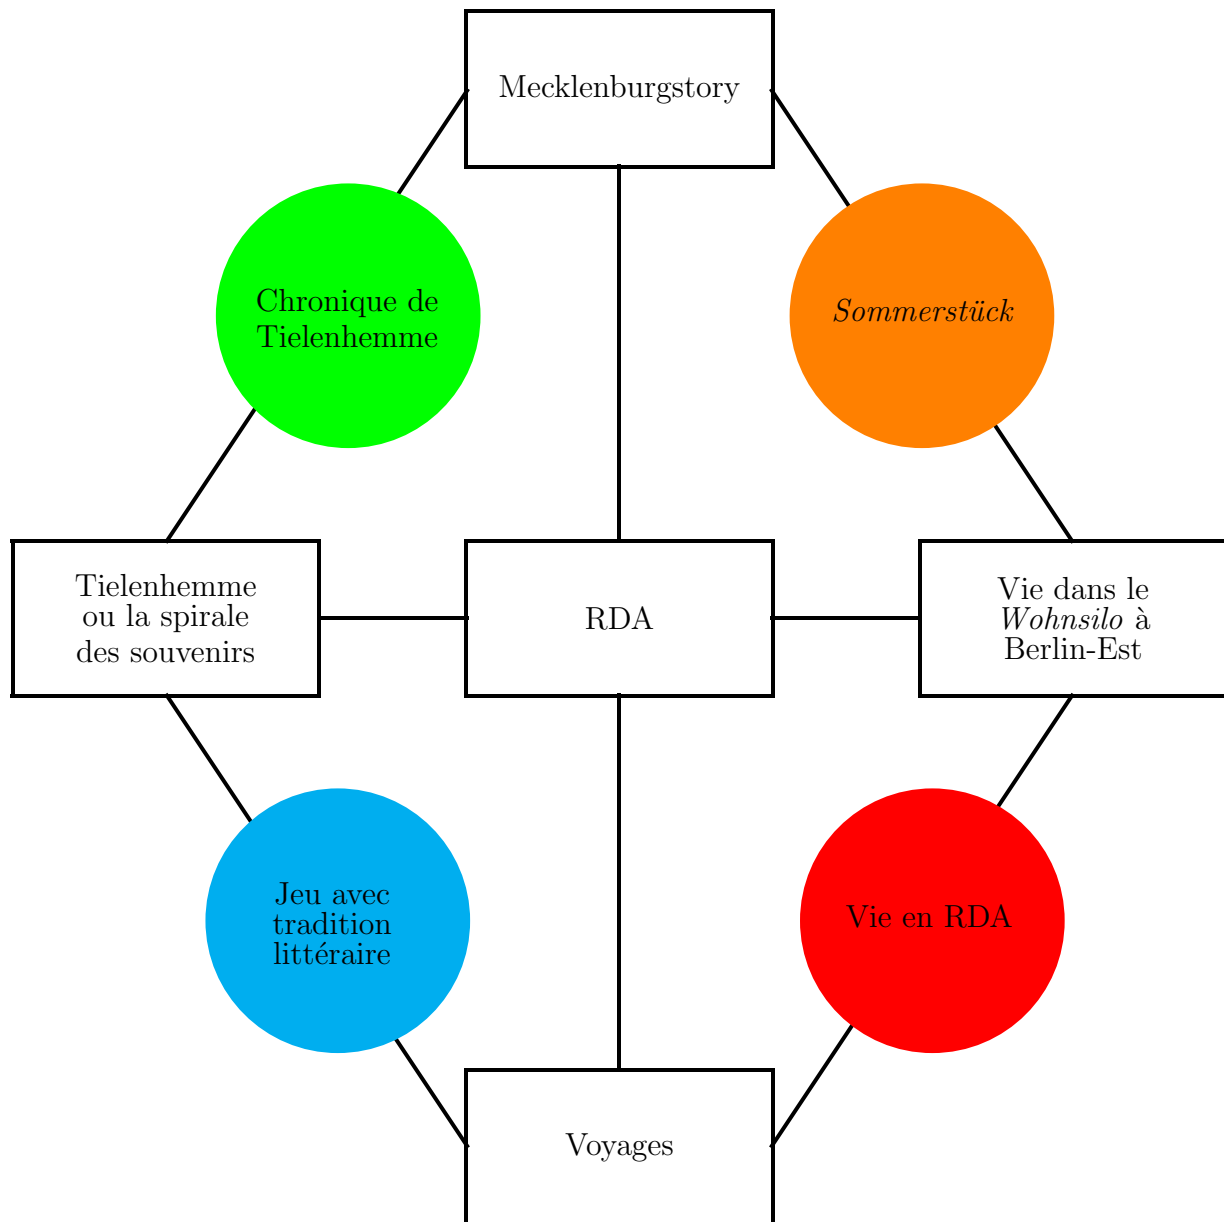 Mecklenburgstory
Chronique de
Tielenhemme
Sommerstück
Tielenhemme
ou la spirale
des souvenirs
RDA
Vie dans le
Wohnsilo à
Berlin-Est
Jeu avec
tradition
littéraire
Vie en RDA
Voyages